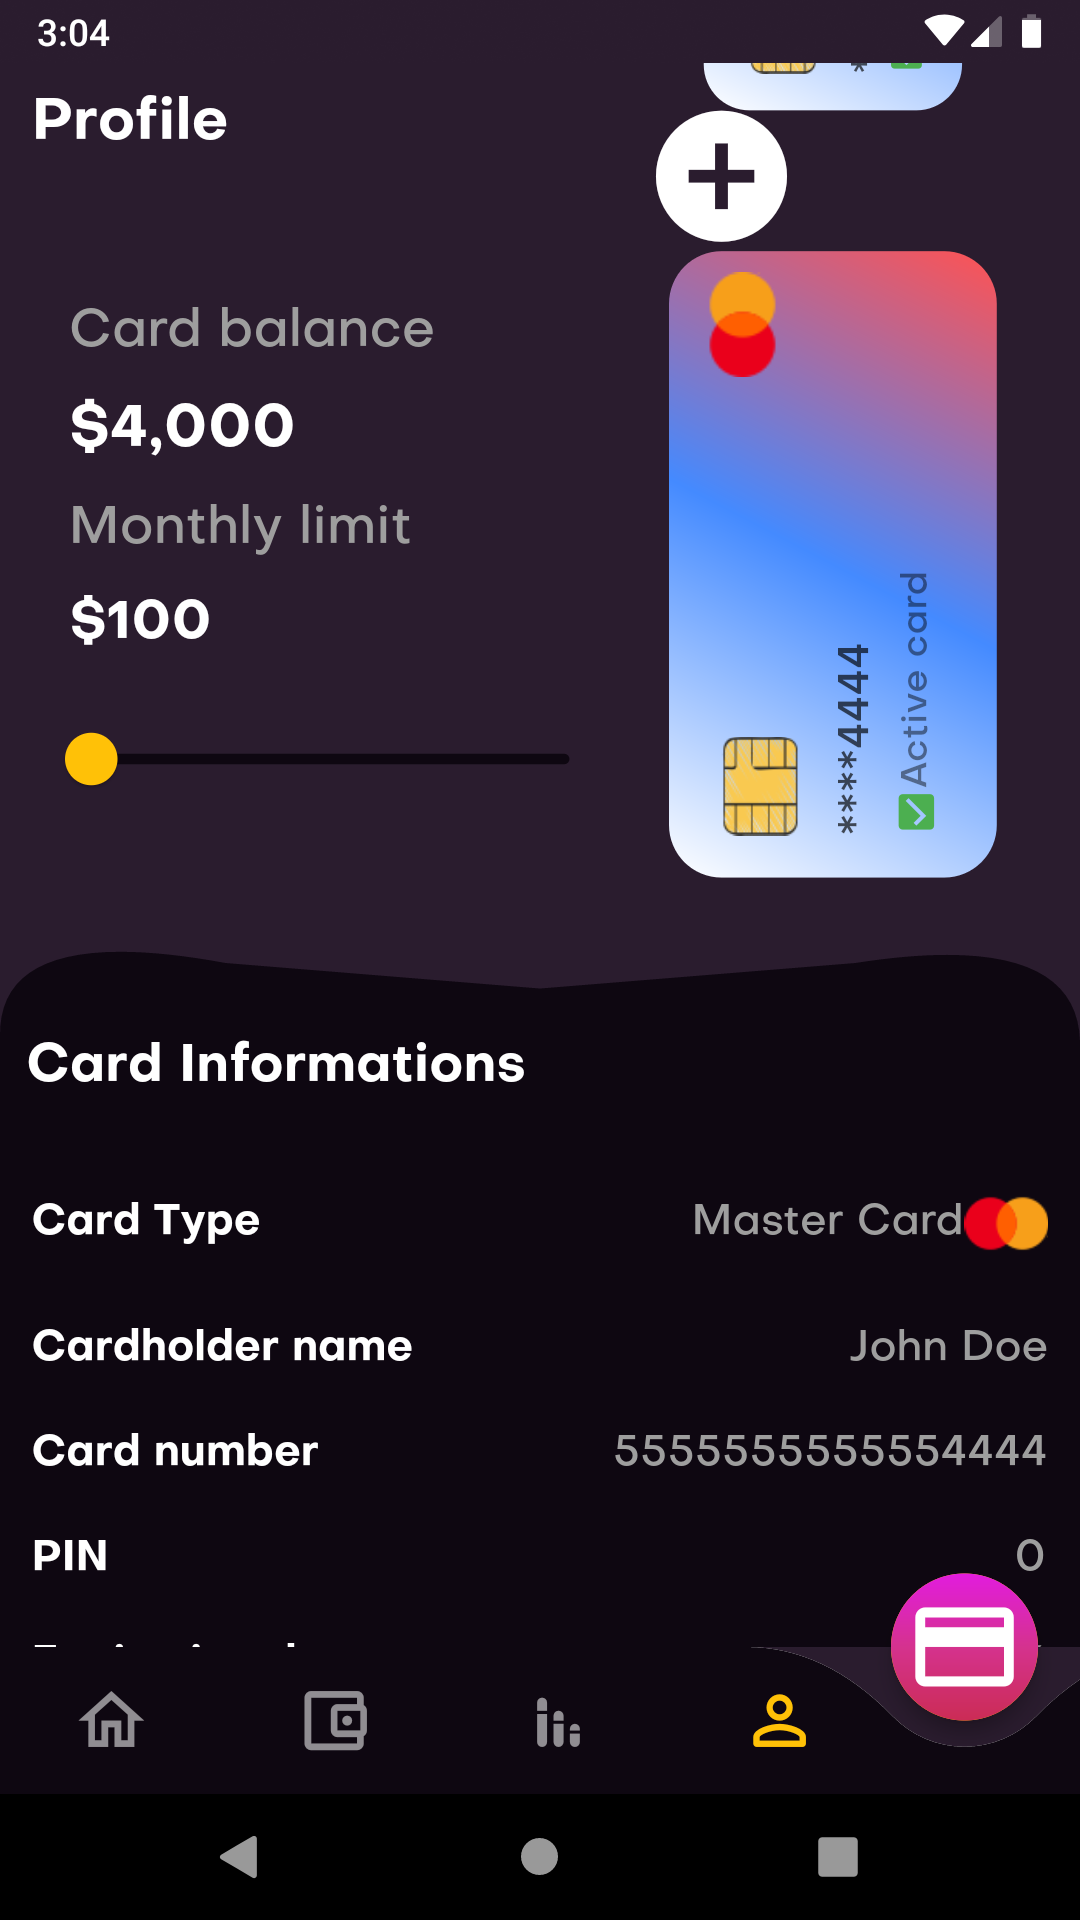 3:04
Profile
Card balance
$4,000
Monthly limit
$100
****4444
Active card
Card Informations
Card Type
Master Card
Cardholder name
John Doe
Card number
5555555555554444
PIN
0